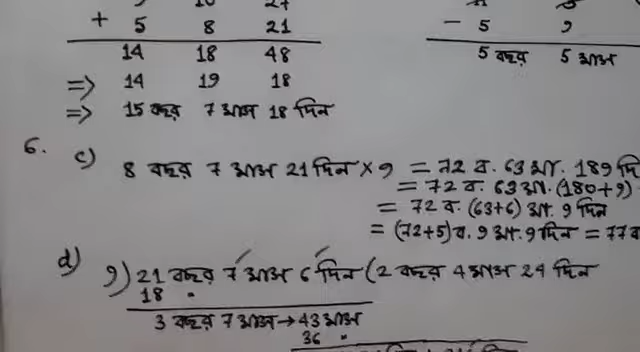 + 5 8 21 - 5 9
14 18 48 5 বছর 5 মাস
=> 14 19 18
=> 15 বছর 7 মাস 18 দিন
6. c) 8 বছর 7 মাস 21 দিন × 9 = 72 ব. 63 মা. 189 দি
= 72 ব. 63 মা. (180+9)
= 72 ব. (63+6) মা. 9 দিন
= (72+5) ব. 9 মা. 9 দিন = 77 ব
d) 9) 21 বছর 7 মাস 6 দিন ( 2 বছর 4 মাস 24 দিন
18
3 বছর 7 মাস → 43 মাস
36